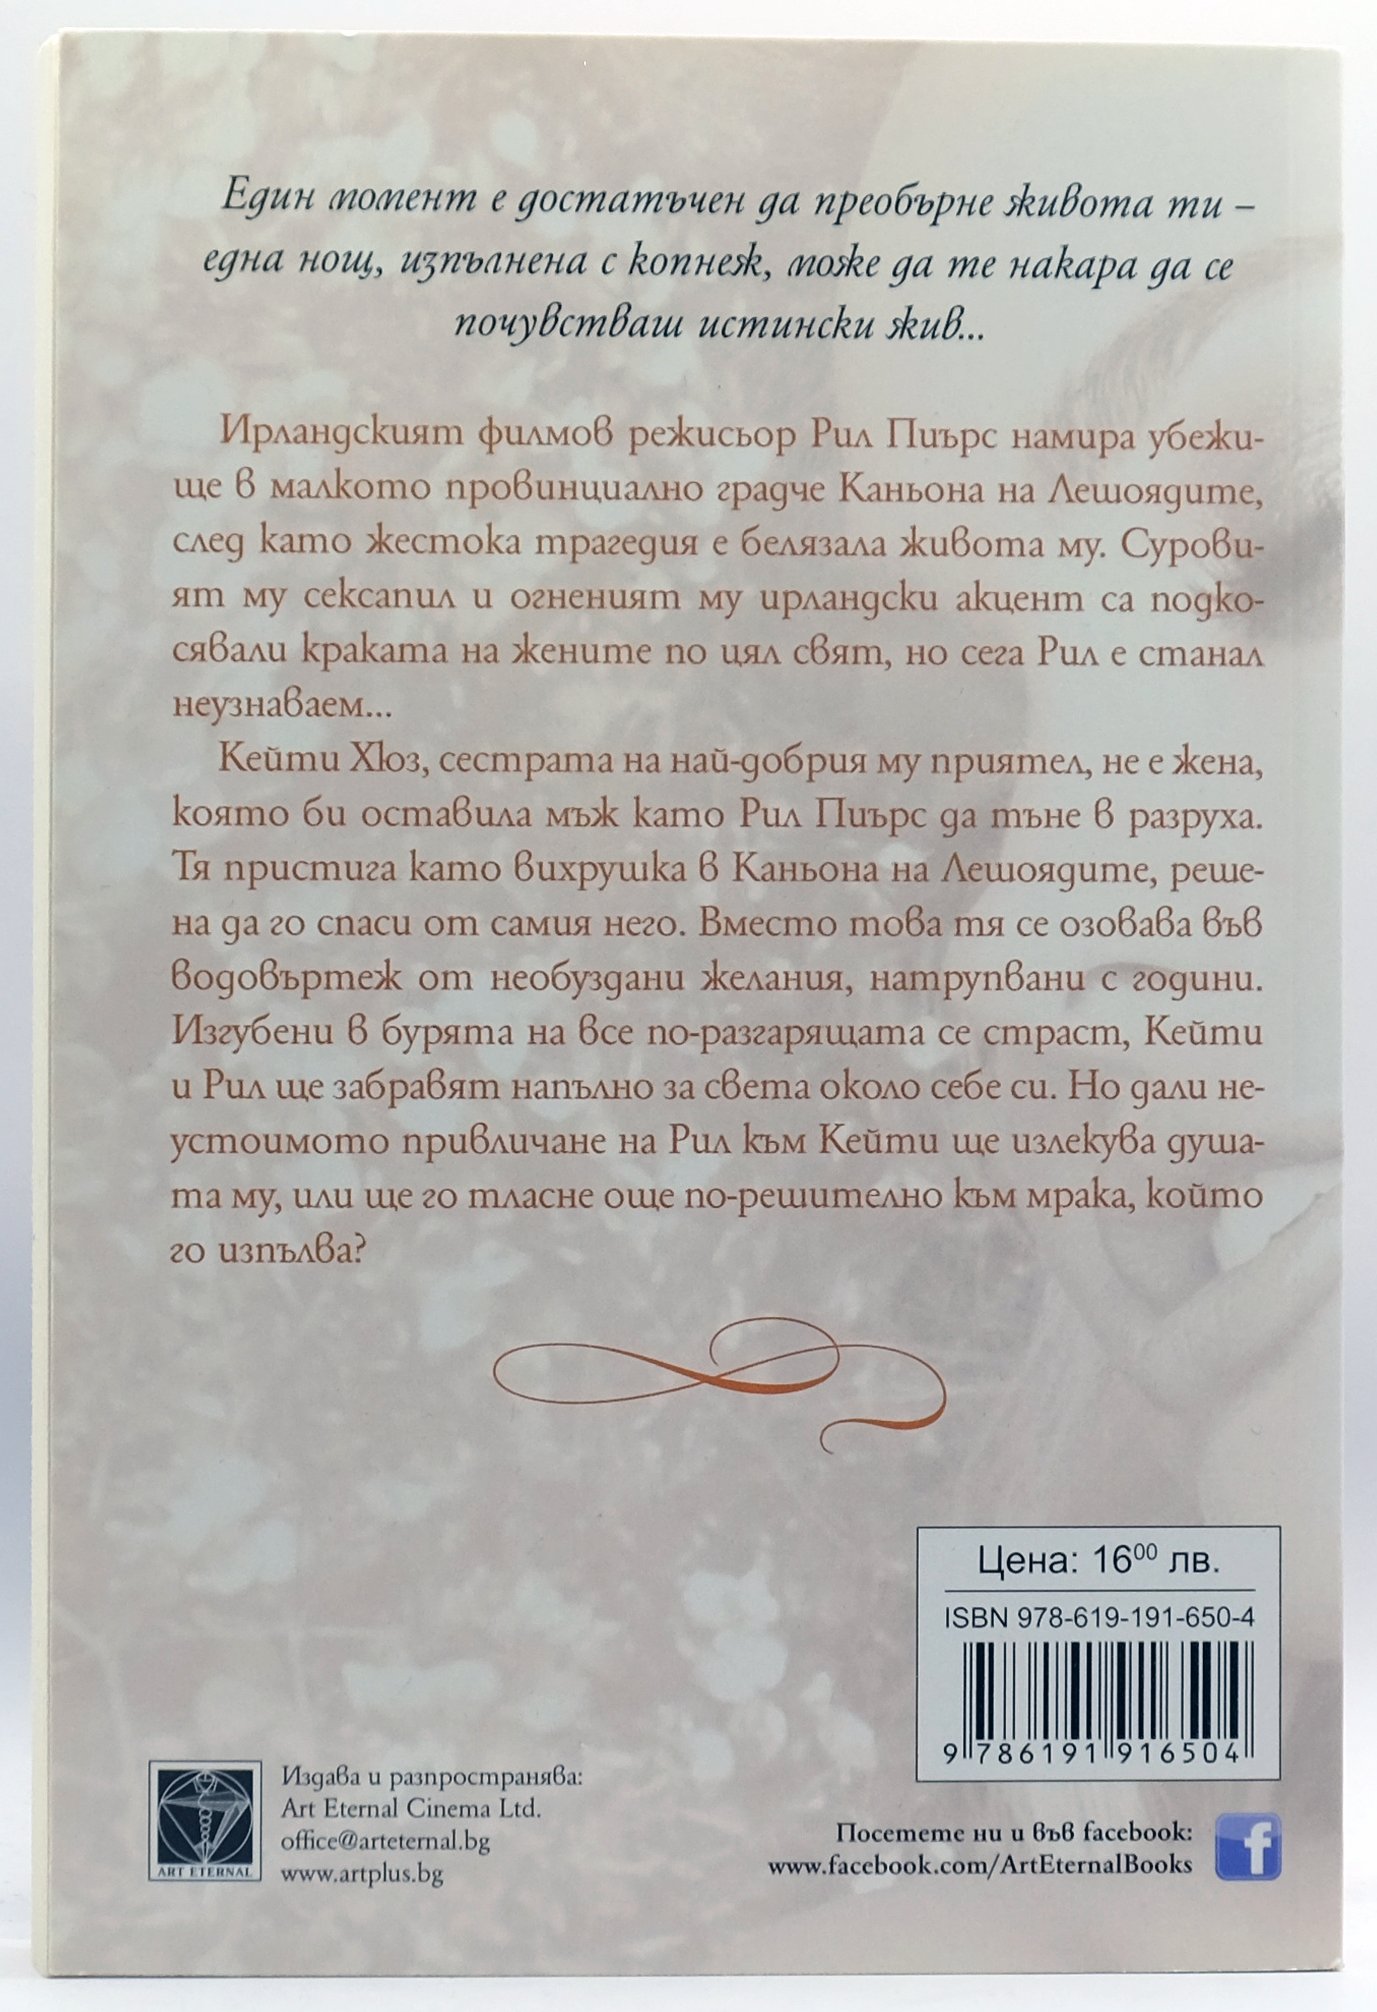 Един момент е достатъчен да преобърне живота ти –
една нощ, изпълнена с копнеж, може да те накара да се
почувстваш истински жив...
Ирландският филмов режисьор Рил Пиърс намира убежи-
ще в малкото провинциално градче Каньона на Лешоядите,
след като жестока трагедия е белязала живота му. Сурови-
ят му сексапил и огненият му ирландски акцент са подко-
сявали краката на жените по цял свят, но сега Рил е станал
неузнаваем...
Кейти Хюз, сестрата на най-добрия му приятел, не е жена,
която би оставила мъж като Рил Пиърс да тъне в разруха.
Тя пристига като вихрушка в Каньона на Лешоядите, реше-
на да го спаси от самия него. Вместо това тя се озовава във
водовъртеж от необуздани желания, натрупвани с години.
Изгубени в бурята на все по-разгарящата се страст, Кейти
и Рил ще забравят напълно за света около себе си. Но дали не-
устоимото привличане на Рил към Кейти ще излекува душа-
та му, или ще го тласне още по-решително към мрака, който
го изпълва?
Цена: 16⁰⁰ лв.
ISBN 978-619-191-650-4
9 786191 916504
ART ETERNAL
Издава и разпространява:
Art Eternal Cinema Ltd.
office@arteternal.bg
www.artplus.bg
Посетете ни и във facebook:
www.facebook.com/ArtEternalBooks
f